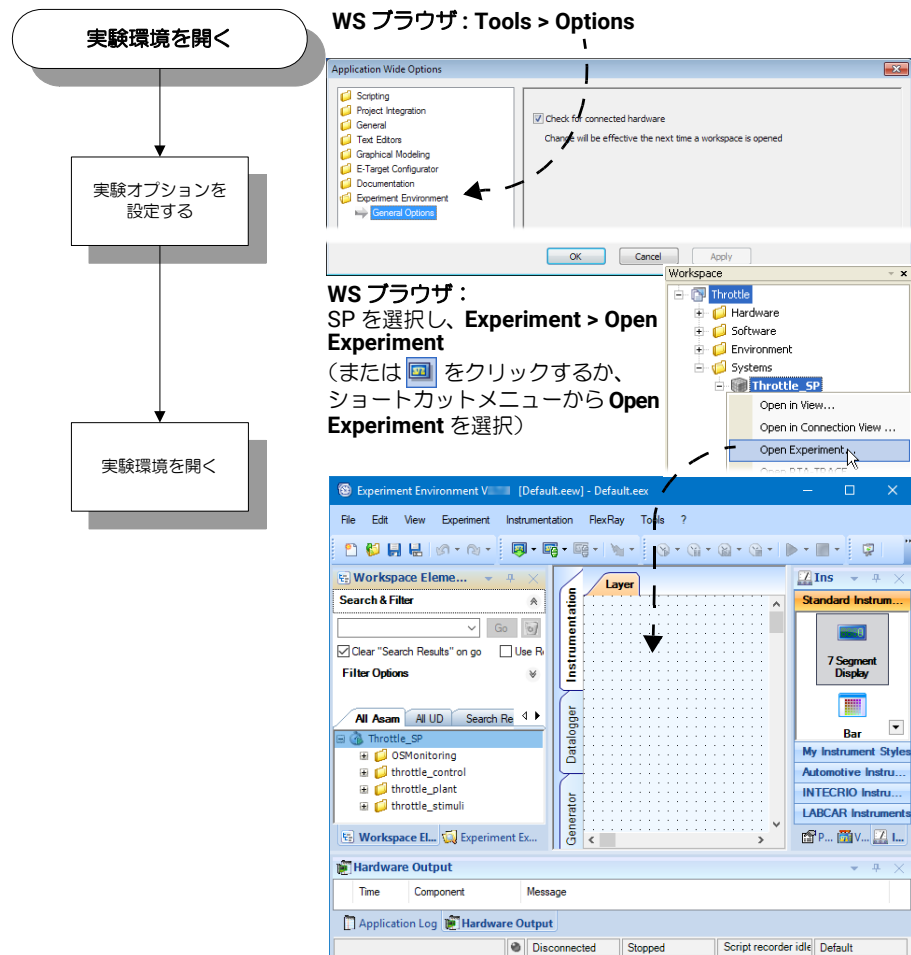 実験環境を開く
実験オプションを
設定する
実験環境を開く
WS ブラウザ : Tools > Options
Application Wide Options
Scripting
Project Integration
General
Text Editors
Graphical Modeling
E-Target Configurator
Documentation
Experiment Environment
General Options
Check for connected hardware
Change will be effective the next time a workspace is opened
OK
Cancel
Apply
WS ブラウザ :
SP を選択し、Experiment > Open
Experiment
（または をクリックするか、
ショートカットメニューから Open
Experiment を選択）
Workspace
Throttle
Hardware
Software
Environment
Systems
Throttle_SP
Open in View...
Open in Connection View ...
Open Experiment...
Open RTA-TRACE
Experiment Environment V [Default.eew] - Default.eex
File Edit View Experiment Instrumentation FlexRay Tools ?
Workspace Eleme...
Search & Filter
Go
Clear "Search Results" on go
Use R
Filter Options
All Asam
All UD
Search Re
Throttle_SP
OSMonitoring
throttle_control
throttle_plant
throttle_stimuli
Workspace El...
Experiment Ex...
Layer
Instrumentation
Datalogger
Generator
Ins
Standard Instrum...
7 Segment
Display
Bar
My Instrument Styles
Automotive Instru...
INTECRIO Instru...
LABCAR Instruments
P...
V...
I...
Hardware Output
Time Component Message
Application Log
Hardware Output
Disconnected
Stopped
Script recorder idle
Default